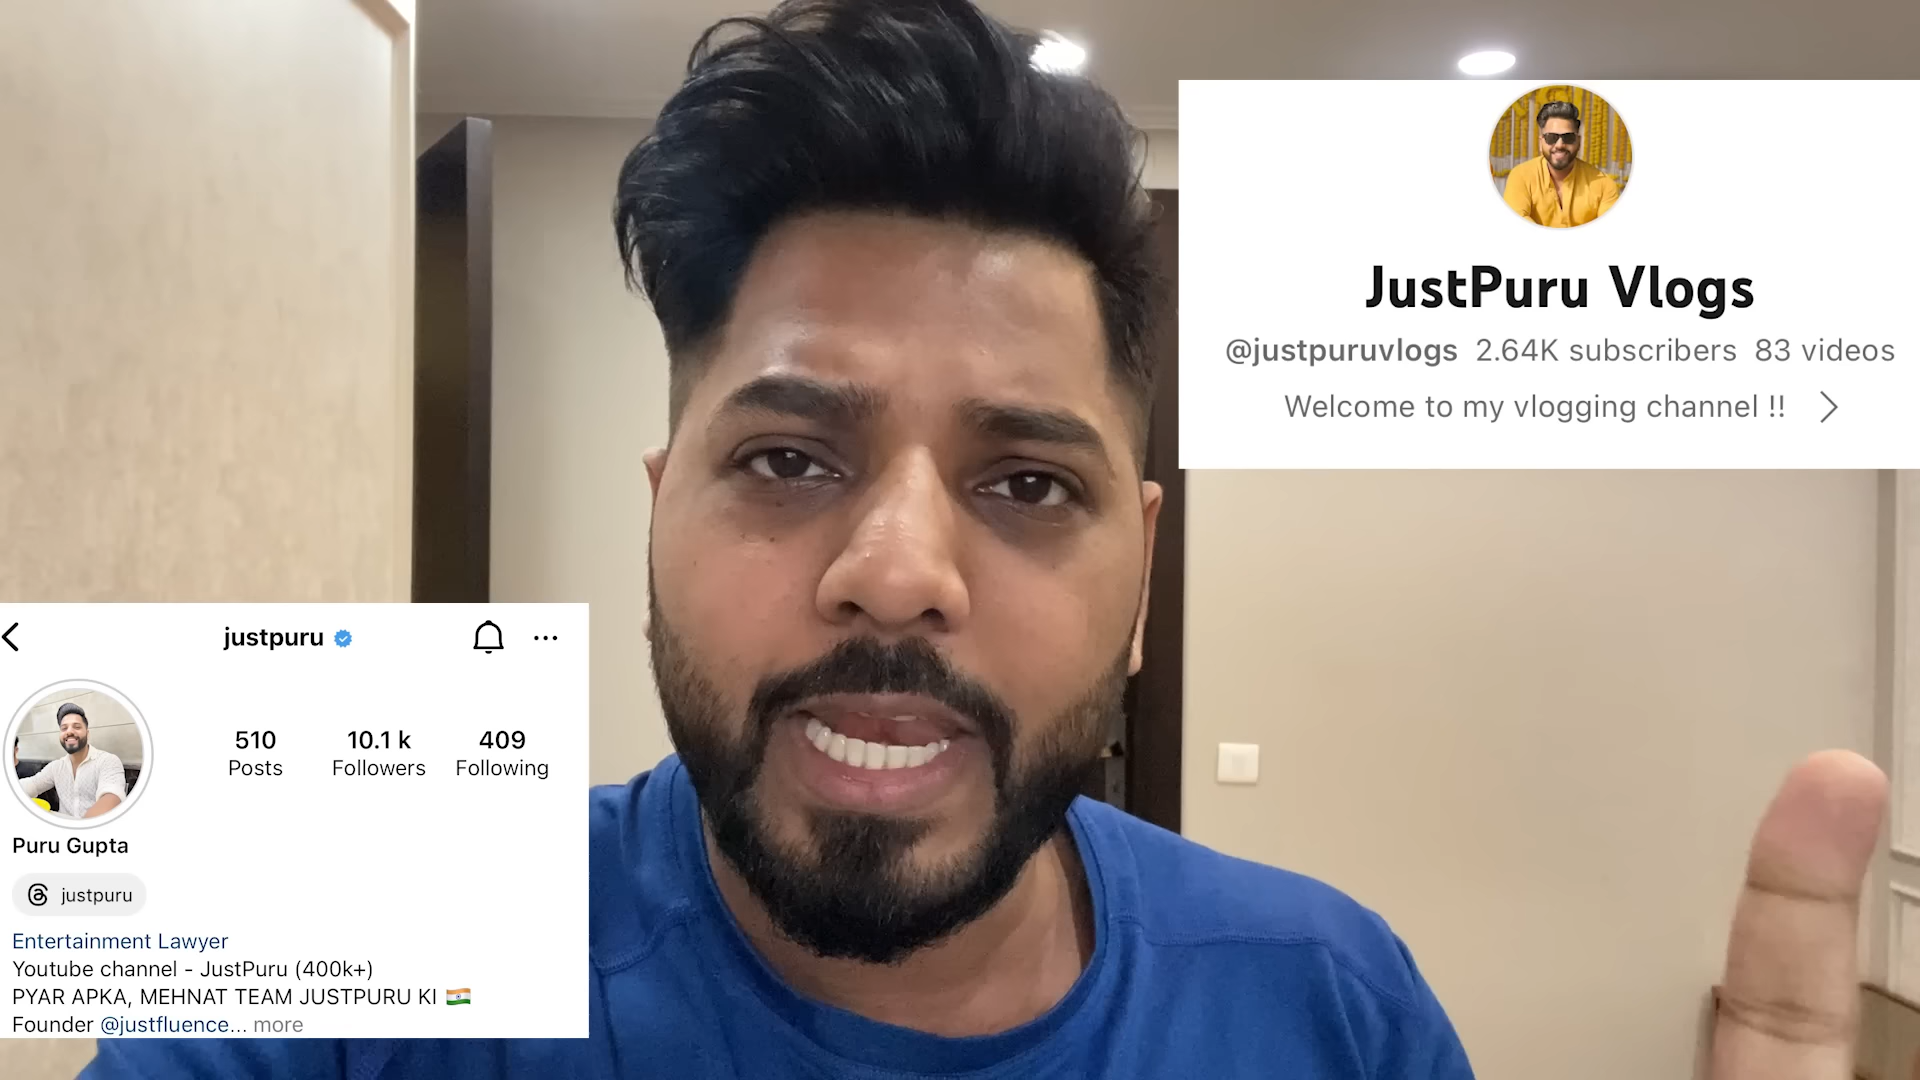 JustPuru Vlogs
@justpuruvlogs 2.64K subscribers 83 videos
Welcome to my vlogging channel !!
justpuru
510 10.1 k 409
Posts Followers Following
Puru Gupta
justpuru
Entertainment Lawyer
Youtube channel - JustPuru (400k+)
PYAR APKA, MEHNAT TEAM JUSTPURU KI 🇮🇳
Founder @justfluence... more